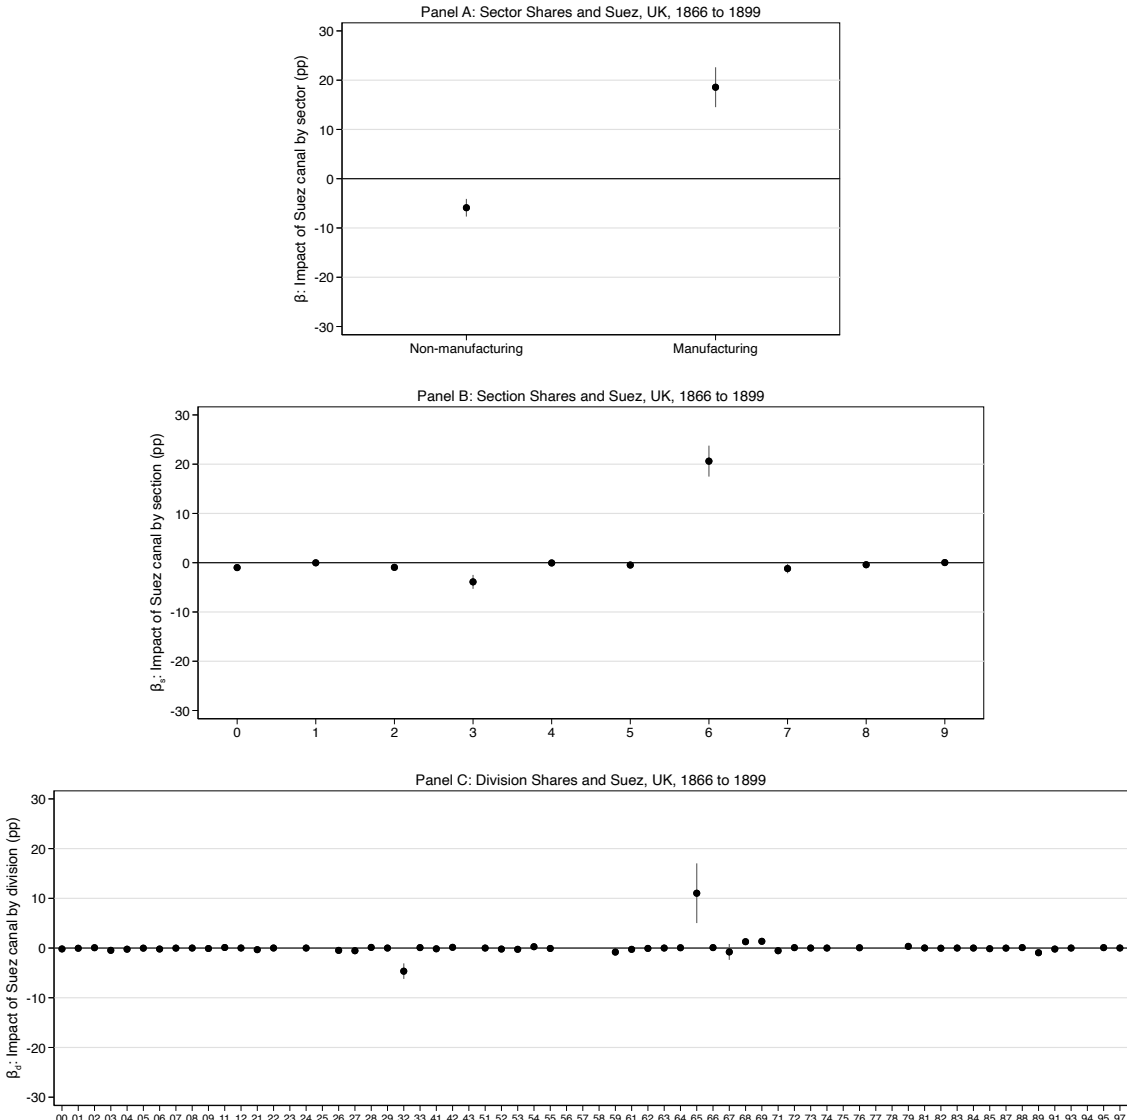 Panel A: Sector Shares and Suez, UK, 1866 to 1899
β: Impact of Suez canal by sector (pp)
30
20
10
0
-10
-20
-30
Non-manufacturing Manufacturing
Panel B: Section Shares and Suez, UK, 1866 to 1899
βs: Impact of Suez canal by section (pp)
30
20
10
0
-10
-20
-30
0 1 2 3 4 5 6 7 8 9
Panel C: Division Shares and Suez, UK, 1866 to 1899
βd: Impact of Suez canal by division (pp)
30
20
10
0
-10
-20
-30
00 01 02 03 04 05 06 07 08 09 11 12 21 22 23 24 25 26 27 28 29 32 33 41 42 43 51 52 53 54 55 56 57 58 59 61 62 63 64 65 66 67 68 69 71 72 73 74 75 76 77 78 79 81 82 83 84 85 87 88 89 91 93 94 95 97